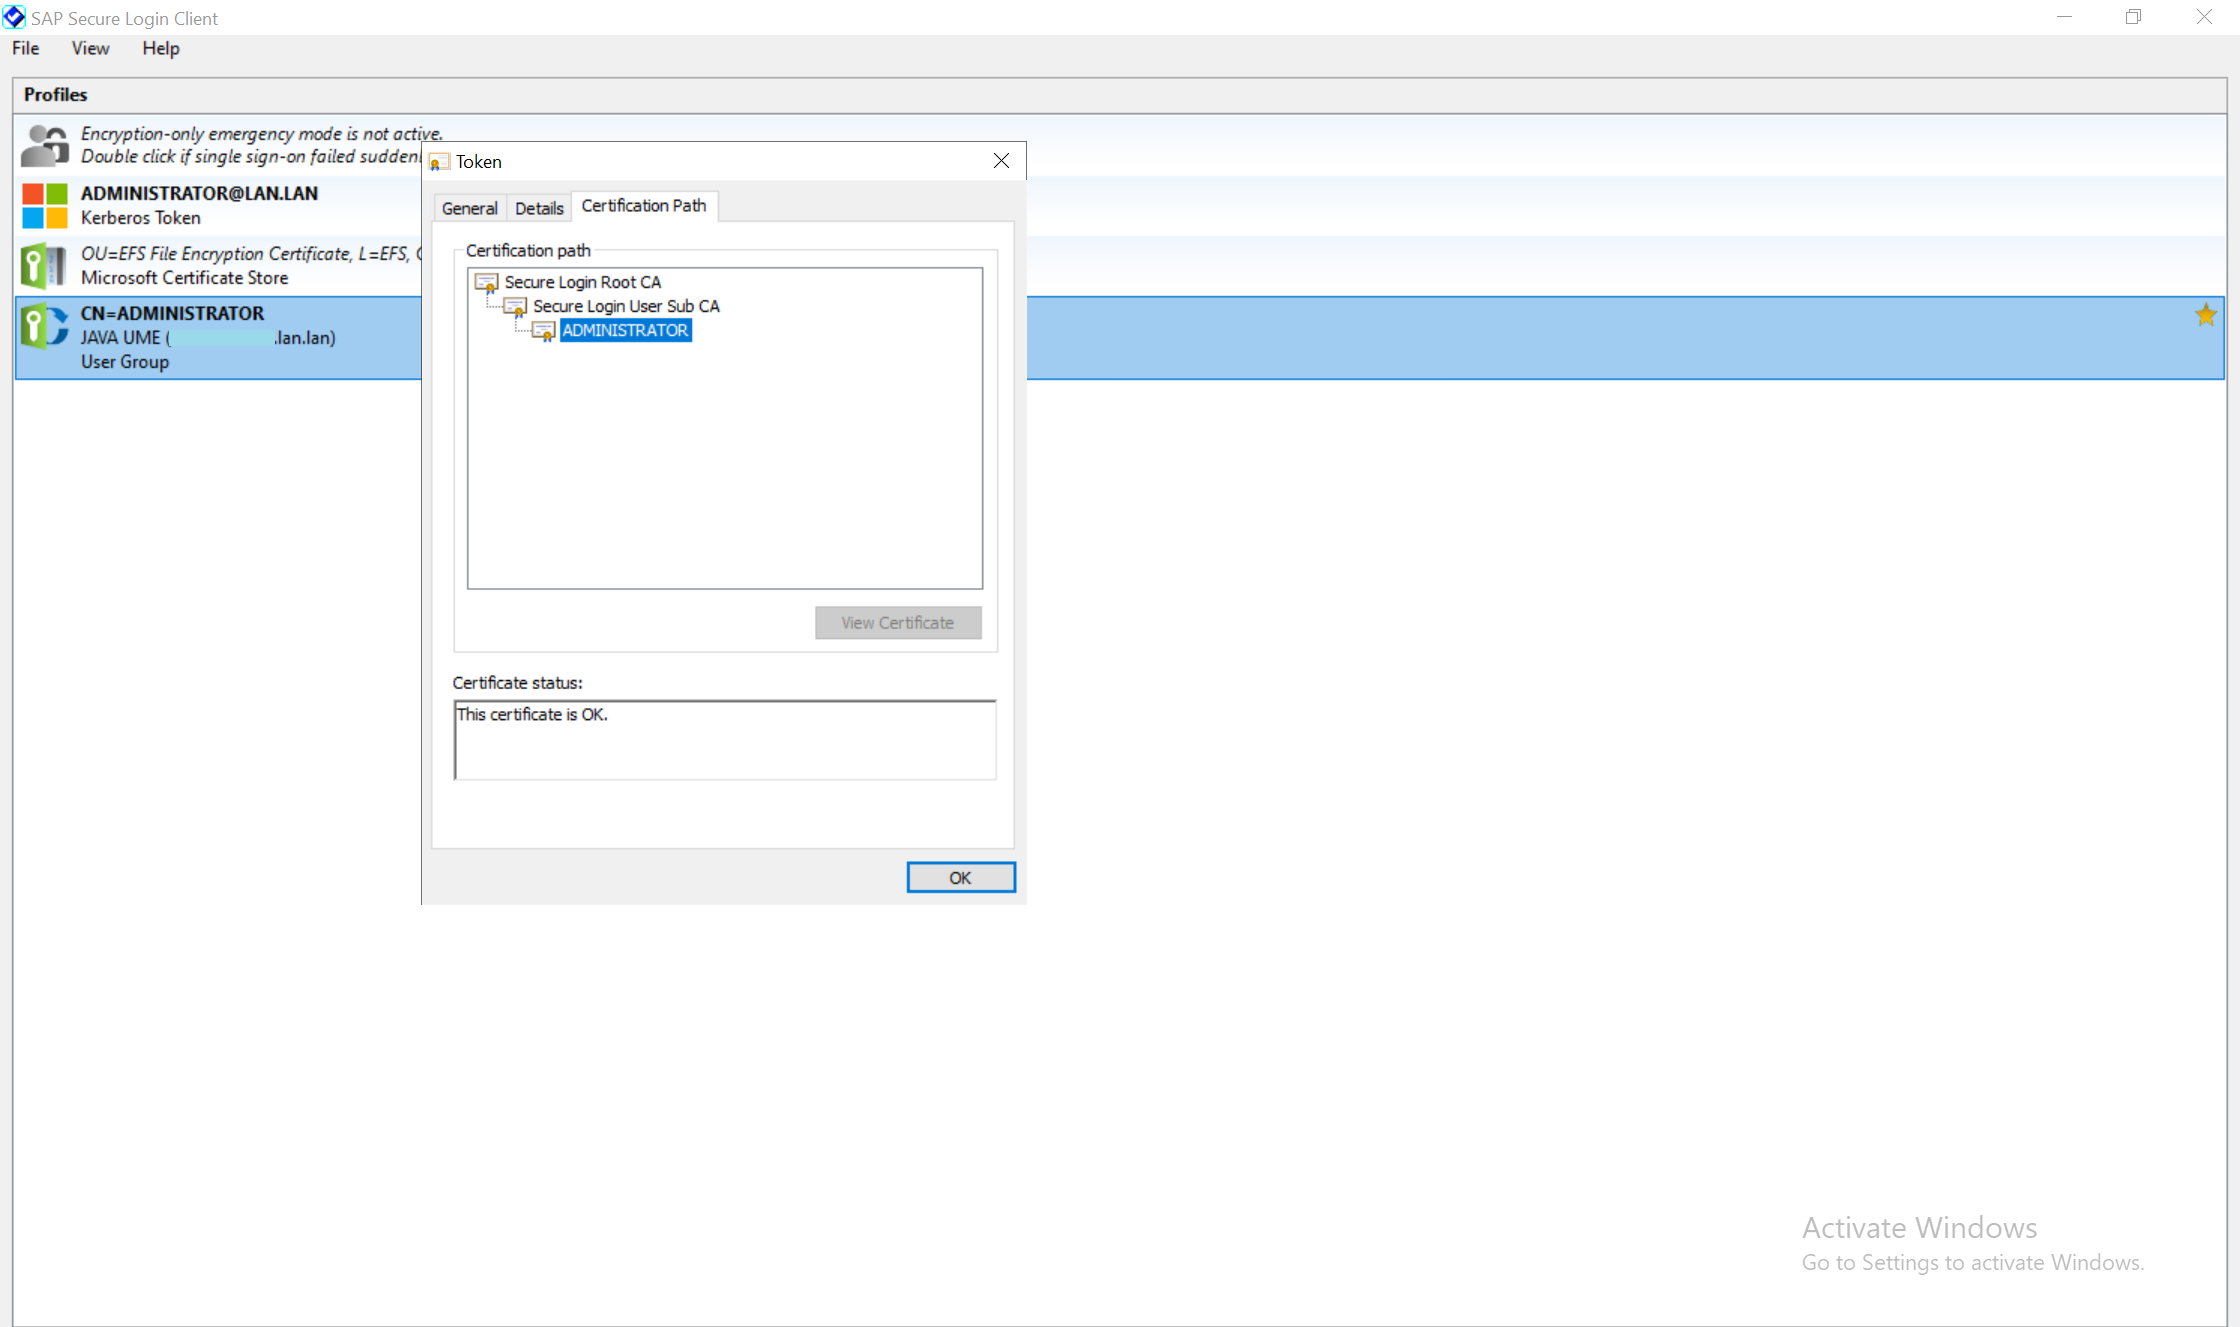 SAP Secure Login Client
File View Help
Profiles
Encryption-only emergency mode is not active.
Double click if single sign-on failed
ADMINISTRATOR@LAN.LAN
Kerberos Token
OU=EFS File Encryption Certificate, L=EFS,
Microsoft Certificate Store
CN=ADMINISTRATOR
JAVA UME ( .lan.lan)
User Group
Token
General Details Certification Path
Certification path
Secure Login Root CA
Secure Login User Sub CA
ADMINISTRATOR
View Certificate
Certificate status:
This certificate is OK.
OK
Activate Windows
Go to Settings to activate Windows.